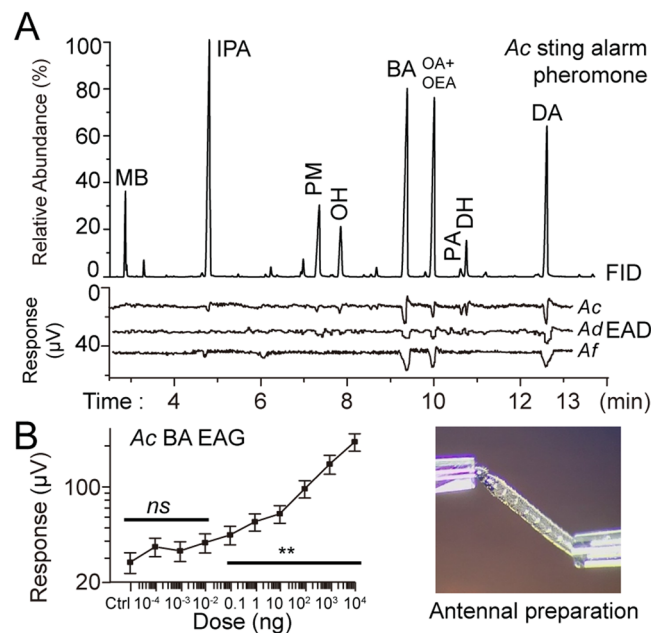 A
Ac sting alarm
pheromone
Relative Abundance (%)
100
80
60
40
20
0
MB
IPA
PM
OH
BA
OA+
OEA
PA
DH
DA
FID
Response
(µV)
0
40
Ac
Ad
EAD
Af
Time :
4
6
8
10
12
13
(min)
B
Ac BA EAG
Response (µV)
100
20
ns
**
Ctrl 10-4 10-3 10-2 0.1 1 10 10² 10³ 10⁴
Dose (ng)
Antennal preparation